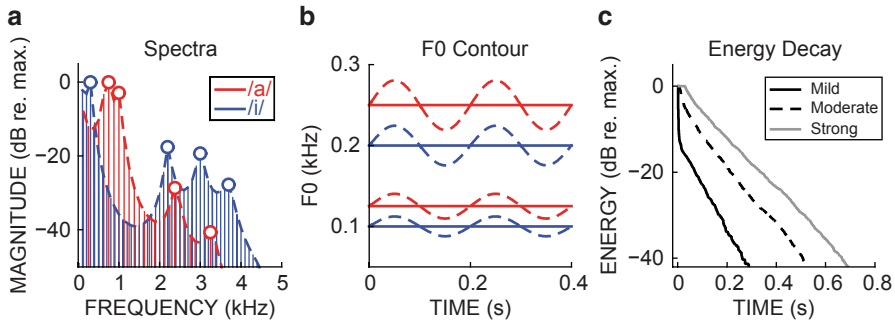 a
Spectra
MAGNITUDE (dB re. max.)
0
−20
−40
/a/
/i/
0 1 2 3 4 5
FREQUENCY (kHz)
b
F0 Contour
F0 (kHz)
0.3
0.2
0.1
0 0.2 0.4
TIME (s)
c
Energy Decay
ENERGY (dB re. max.)
0
−20
−40
Mild
Moderate
Strong
0 0.2 0.4 0.6 0.8
TIME (s)